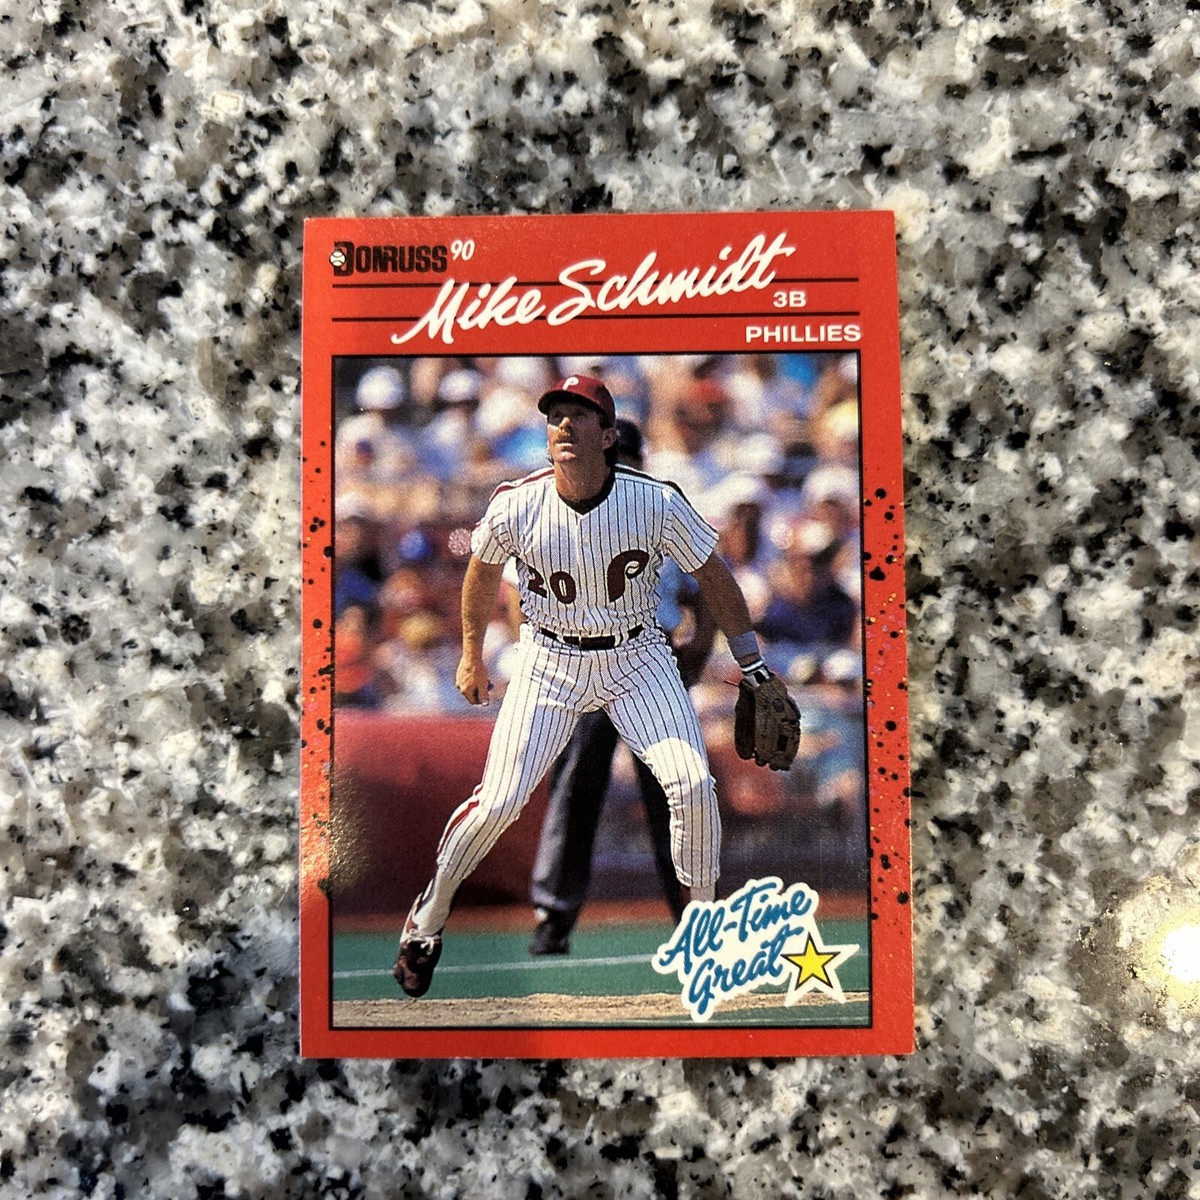 DONRUSS 90
Mike Schmidt
3B
PHILLIES
P
20 P
All-Time
Great